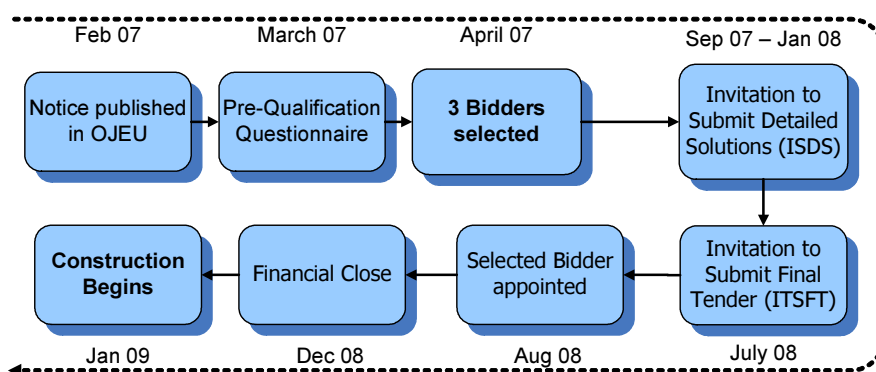 Feb 07
March 07
April 07
Sep 07 – Jan 08
Notice published
in OJEU
Pre-Qualification
Questionnaire
3 Bidders
selected
Invitation to
Submit Detailed
Solutions (ISDS)
Construction
Begins
Financial Close
Selected Bidder
appointed
Invitation to
Submit Final
Tender (ITSFT)
Jan 09
Dec 08
Aug 08
July 08